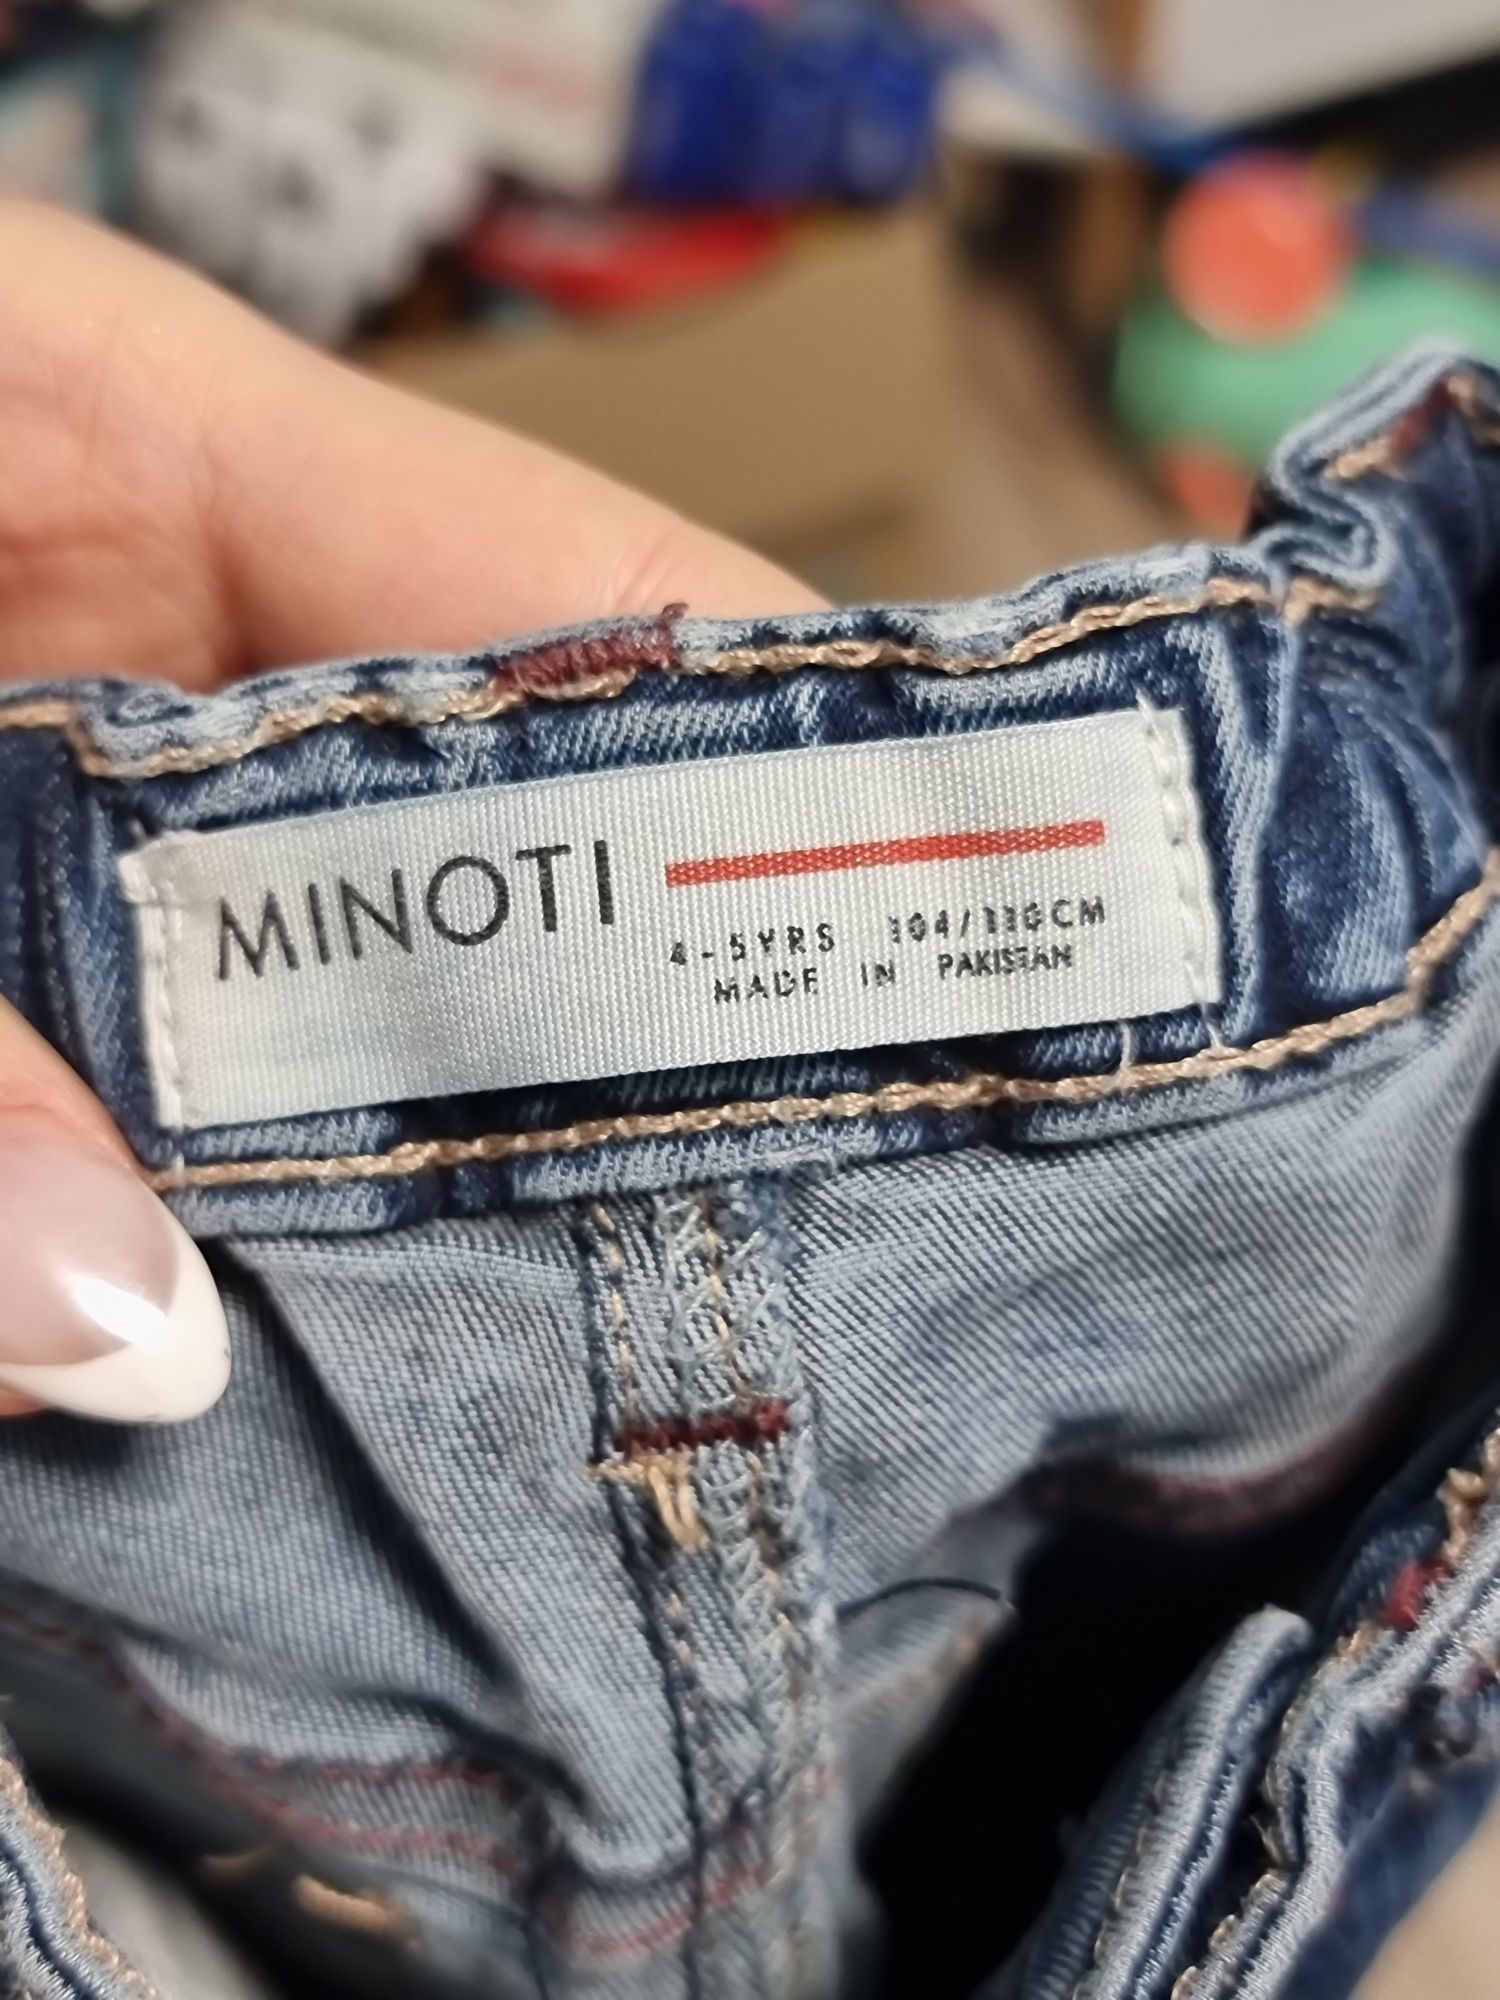 MINOTI
4-5YRS 104/110CM
MADE IN PAKISTAN